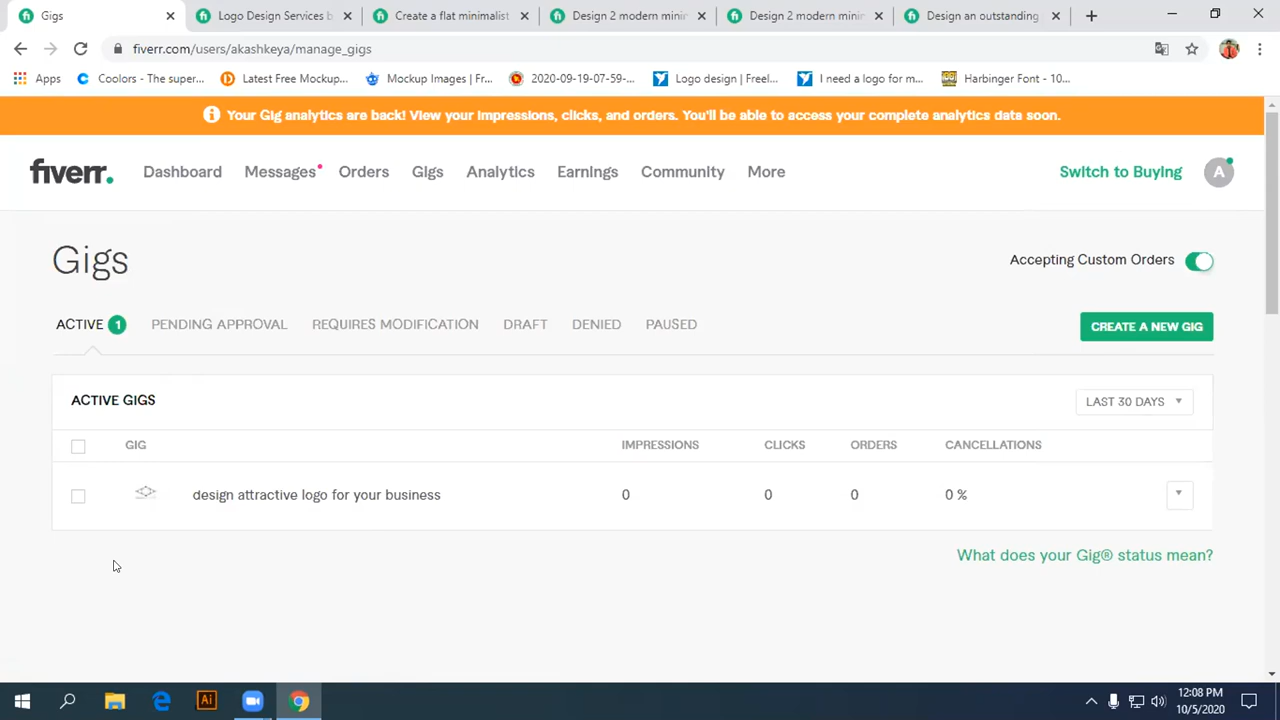 Gigs
Logo Design Services b
Create a flat minimalist
Design 2 modern mini
Design 2 modern mini
Design an outstanding
fiverr.com/users/akashkeya/manage_gigs
Apps
Coolors - The super...
Latest Free Mockup...
Mockup Images | Fr...
2020-09-19-07-59-...
Logo design | Freel...
I need a logo for m...
Harbinger Font - 10...
Your Gig analytics are back! View your impressions, clicks, and orders. You'll be able to access your complete analytics data soon.
fiverr.
Dashboard
Messages
Orders
Gigs
Analytics
Earnings
Community
More
Switch to Buying
A
Gigs
Accepting Custom Orders
ACTIVE 1
PENDING APPROVAL
REQUIRES MODIFICATION
DRAFT
DENIED
PAUSED
CREATE A NEW GIG
ACTIVE GIGS
LAST 30 DAYS
GIG
IMPRESSIONS
CLICKS
ORDERS
CANCELLATIONS
design attractive logo for your business
0
0
0
0 %
What does your Gig® status mean?
Ai
12:08 PM
10/5/2020